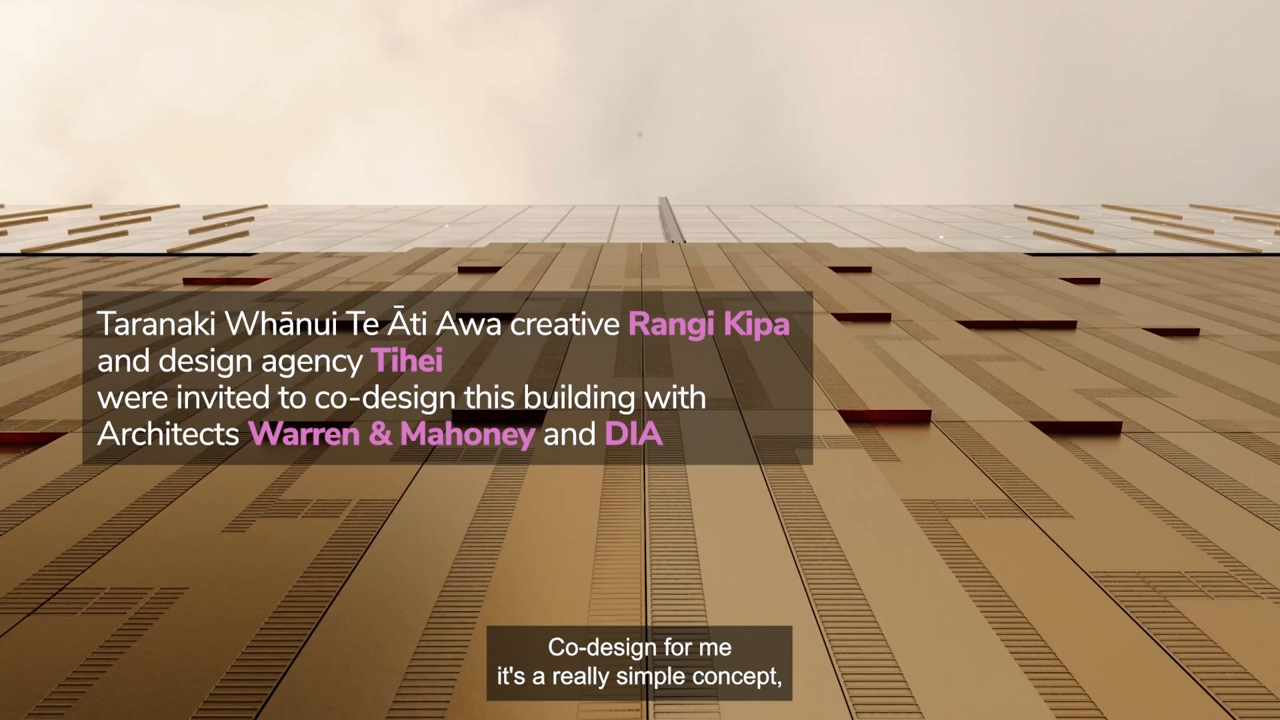 Taranaki Whānui Te Āti Awa creative Rangi Kipa
and design agency Tihei
were invited to co-design this building with
Architects Warren & Mahoney and DIA
Co-design for me
it's a really simple concept,